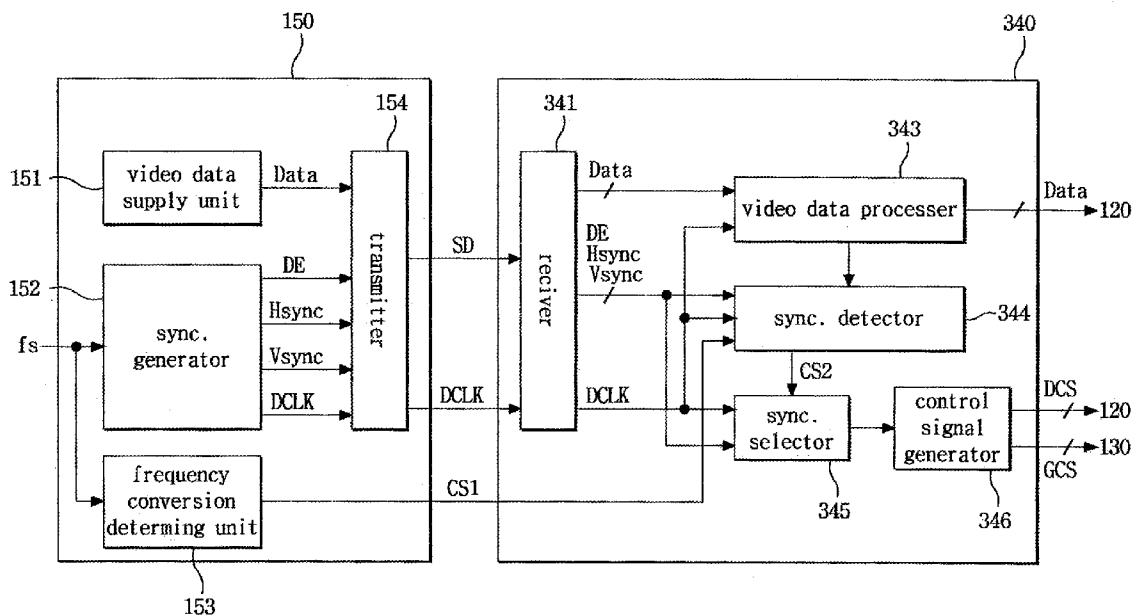 150
340
154
341
343
151
video data
supply unit
Data
Data
video data processer
Data
120
transmitter
SD
reciver
DE
Hsync
Vsync
152
DE
Hsync
Vsync
DCLK
sync.
generator
fs
sync. detector
344
CS2
DCLK
DCLK
sync.
selector
control
signal
generator
DCS
120
130
GCS
frequency
conversion
determing unit
CS1
345
346
153